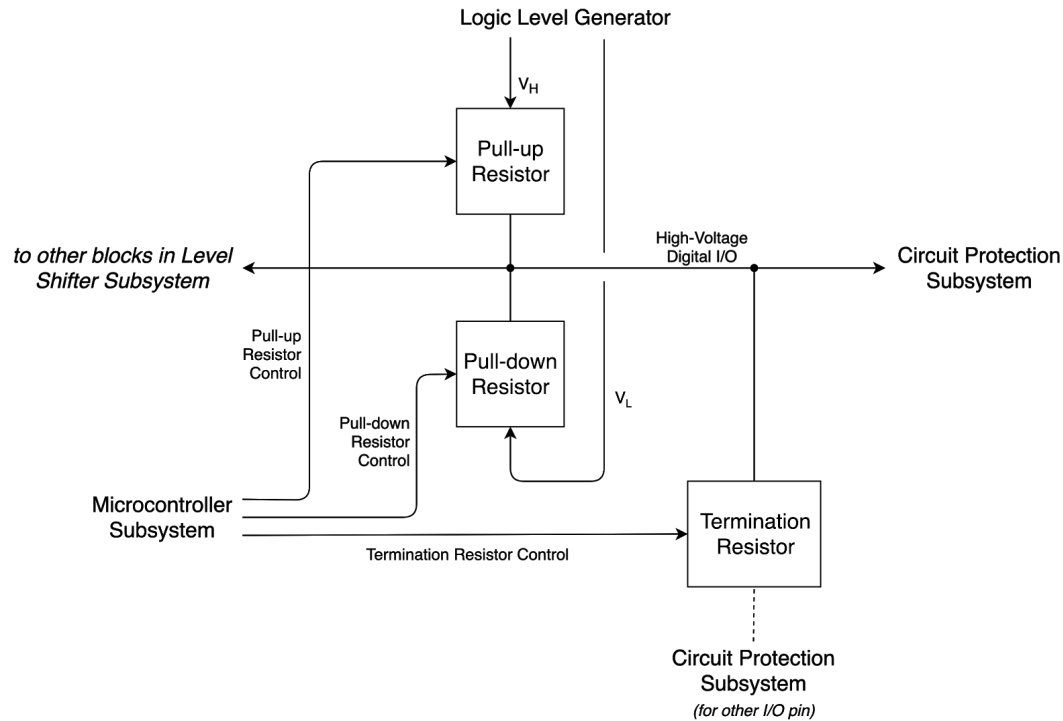 Logic Level Generator
VH
Pull-up
Resistor
to other blocks in Level
Shifter Subsystem
High-Voltage
Digital I/O
Circuit Protection
Subsystem
Pull-up
Resistor
Control
Pull-down
Resistor
VL
Pull-down
Resistor
Control
Microcontroller
Subsystem
Termination
Resistor
Termination Resistor Control
Circuit Protection
Subsystem
(for other I/O pin)